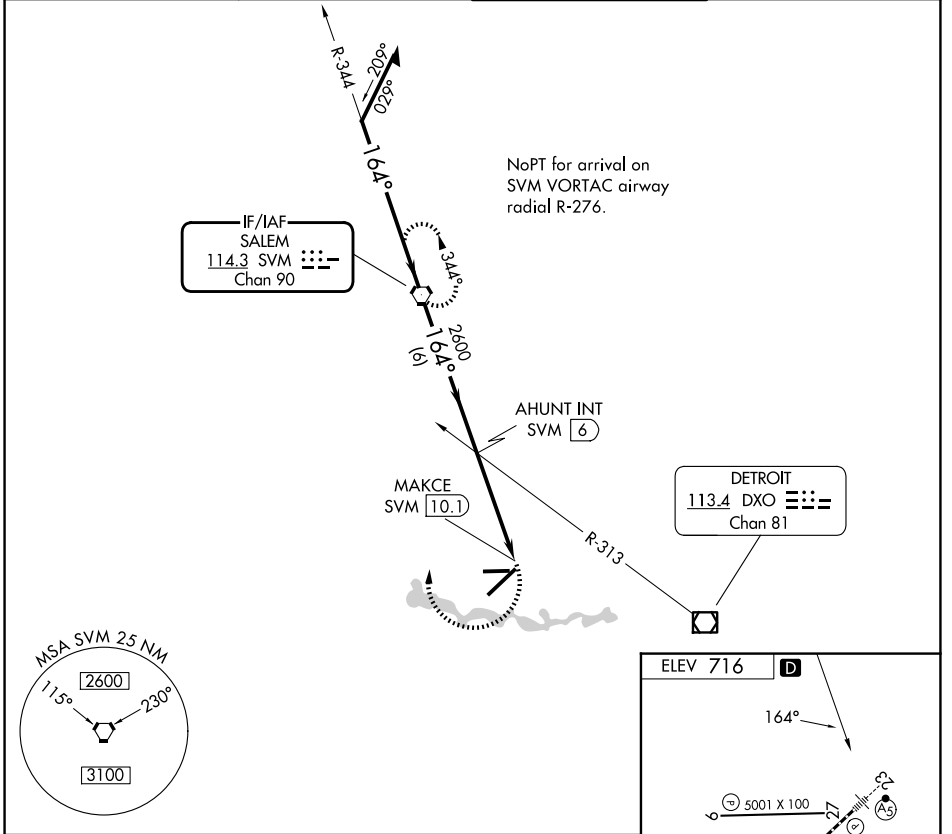 R-344
209°
029°
164°
NoPT for arrival on
SVM VORTAC airway
radial R-276.
IF/IAF
SALEM
114.3 SVM
Chan 90
344°
2600
164°
(6)
AHUNT INT
SVM 6
MAKCE
SVM 10.1
DETROIT
113.4 DXO
Chan 81
R-313
MSA SVM 25 NM
2600
115°
230°
3100
ELEV 716 D
164°
23
A5
P 5001 X 100
9
27
P